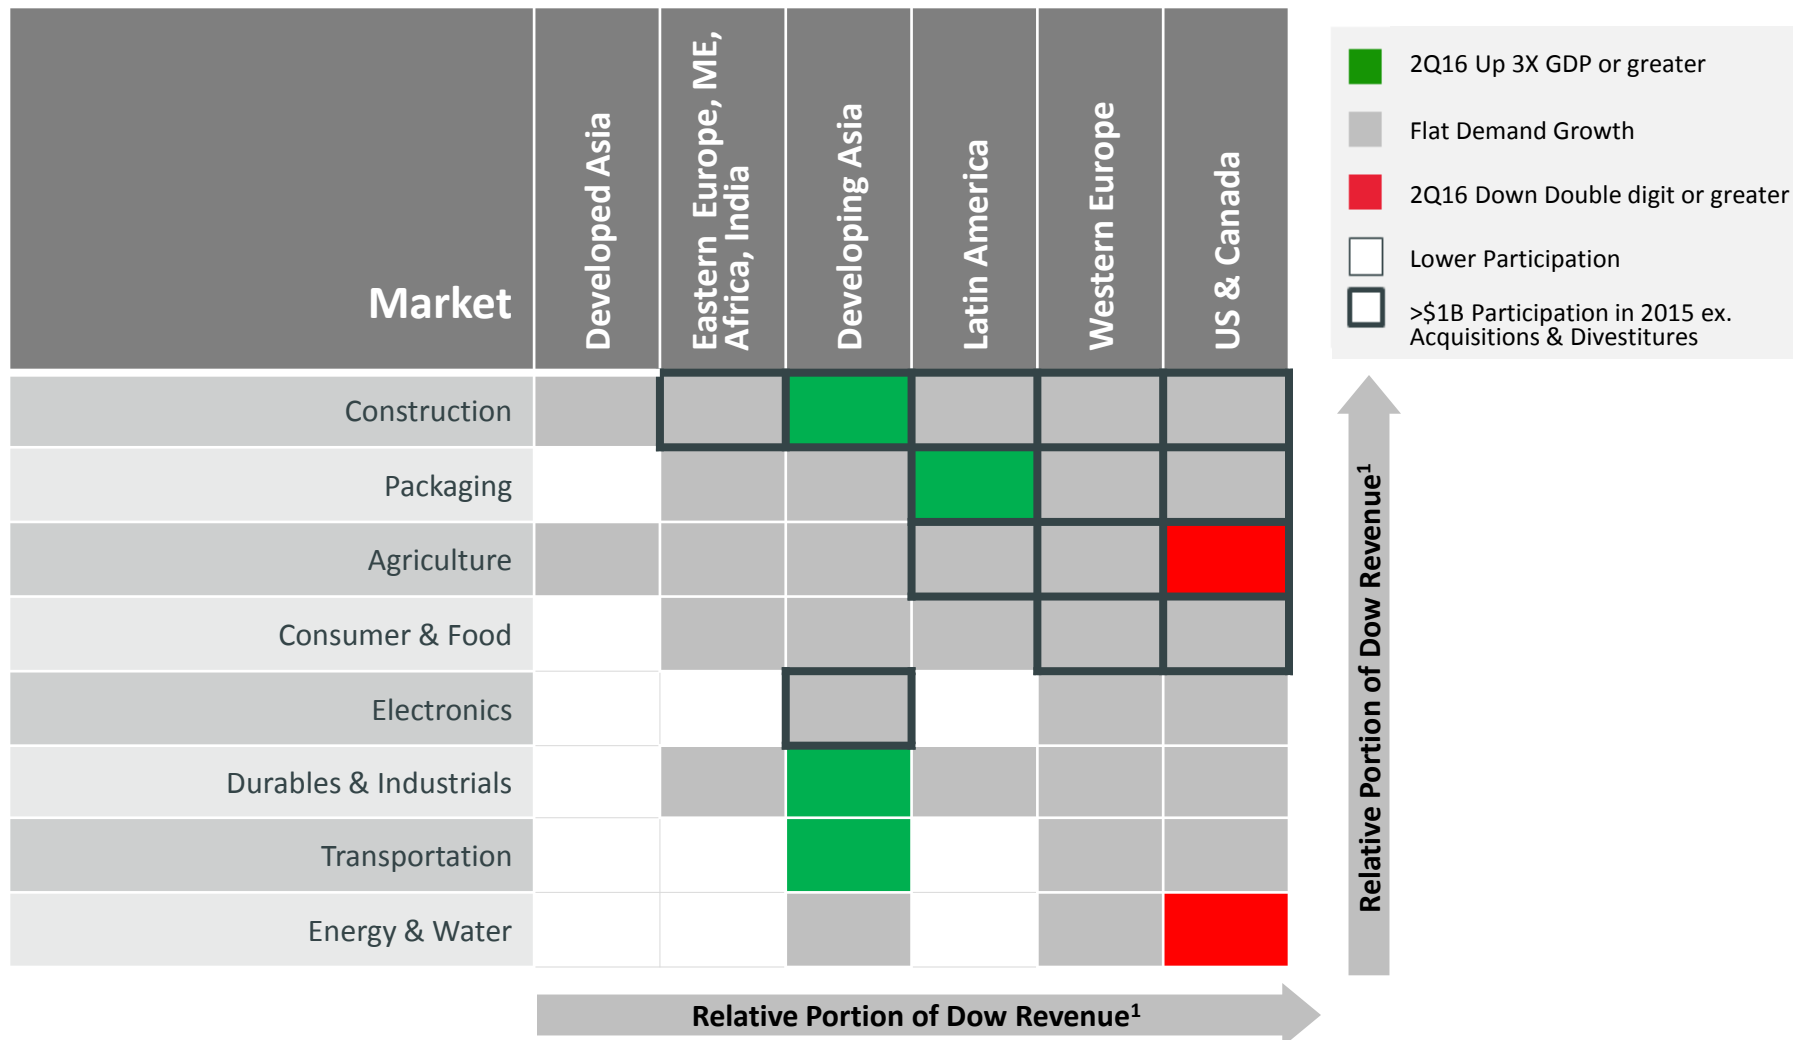 Market
Developed Asia
Eastern Europe, ME,
Africa, India
Developing Asia
Latin America
Western Europe
US & Canada
2Q16 Up 3X GDP or greater
Flat Demand Growth
2Q16 Down Double digit or greater
Lower Participation
>$1B Participation in 2015 ex.
Acquisitions & Divestitures
Construction
Packaging
Agriculture
Consumer & Food
Electronics
Durables & Industrials
Transportation
Energy & Water
Relative Portion of Dow Revenue¹
Relative Portion of Dow Revenue¹